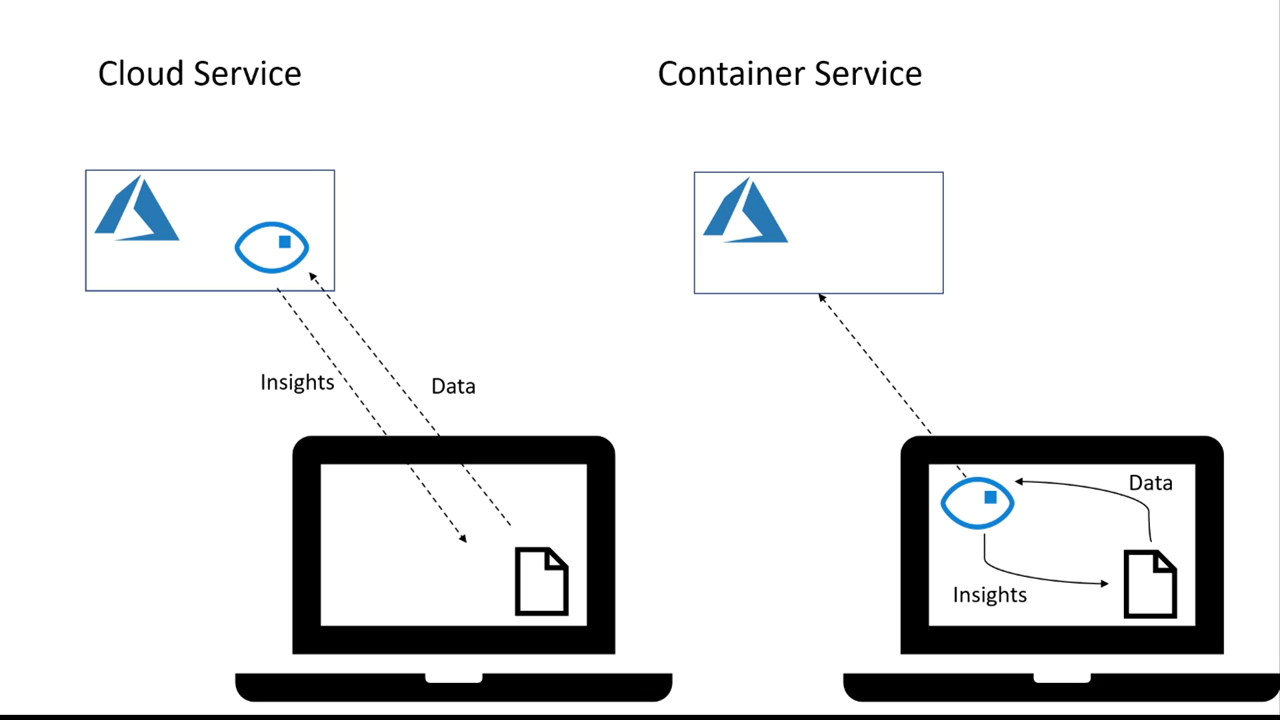 Cloud Service
Container Service
Insights
Data
Data
Insights